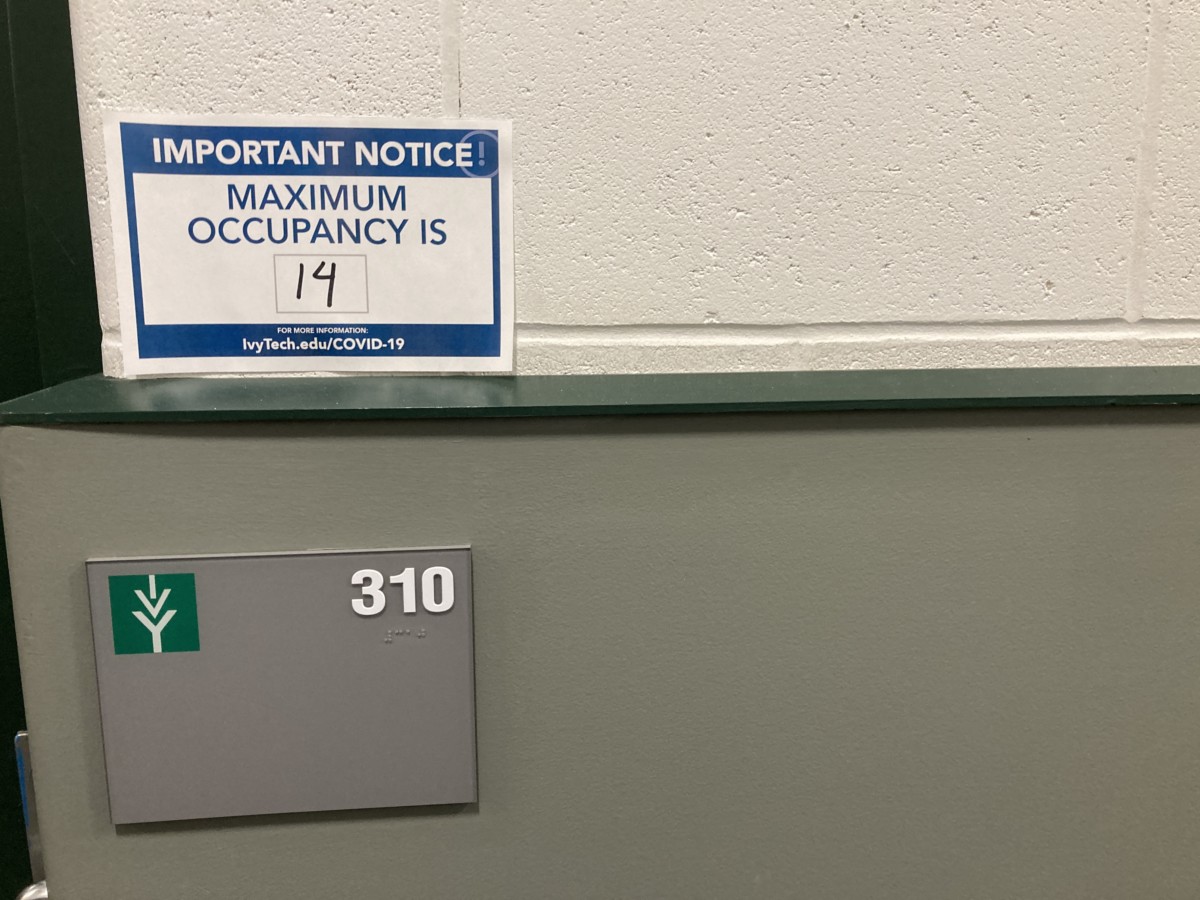 IMPORTANT NOTICE!
MAXIMUM
OCCUPANCY IS
14
FOR MORE INFORMATION:
IvyTech.edu/COVID-19
310